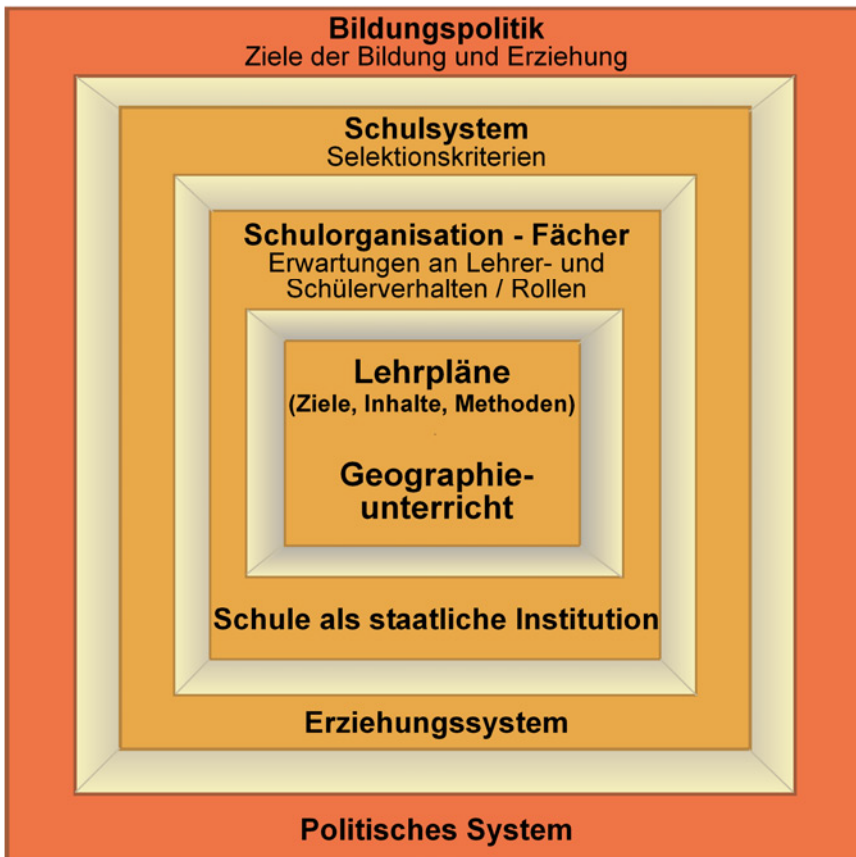 Bildungspolitik
Ziele der Bildung und Erziehung
Schulsystem
Selektionskriterien
Schulorganisation - Fächer
Erwartungen an Lehrer- und
Schülerverhalten / Rollen
Lehrpläne
(Ziele, Inhalte, Methoden)
Geographie-
unterricht
Schule als staatliche Institution
Erziehungssystem
Politisches System